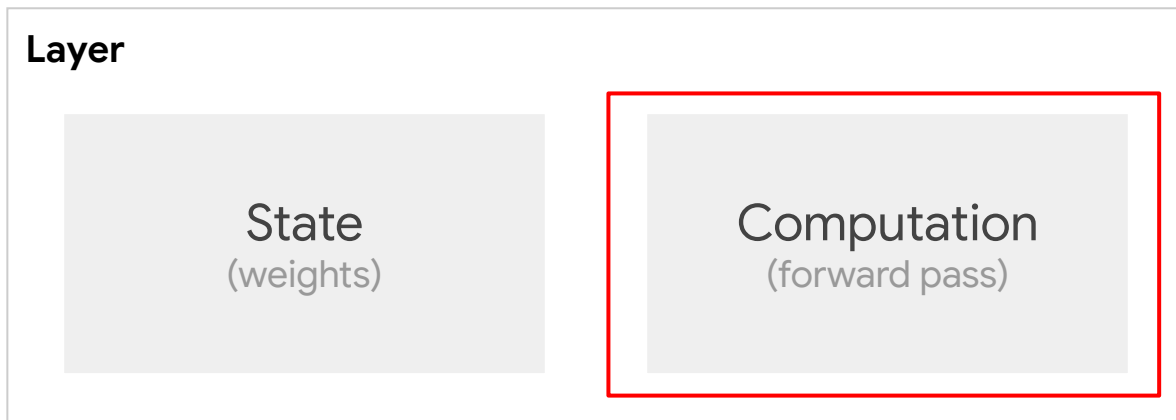 Layer
State
(weights)
Computation
(forward pass)